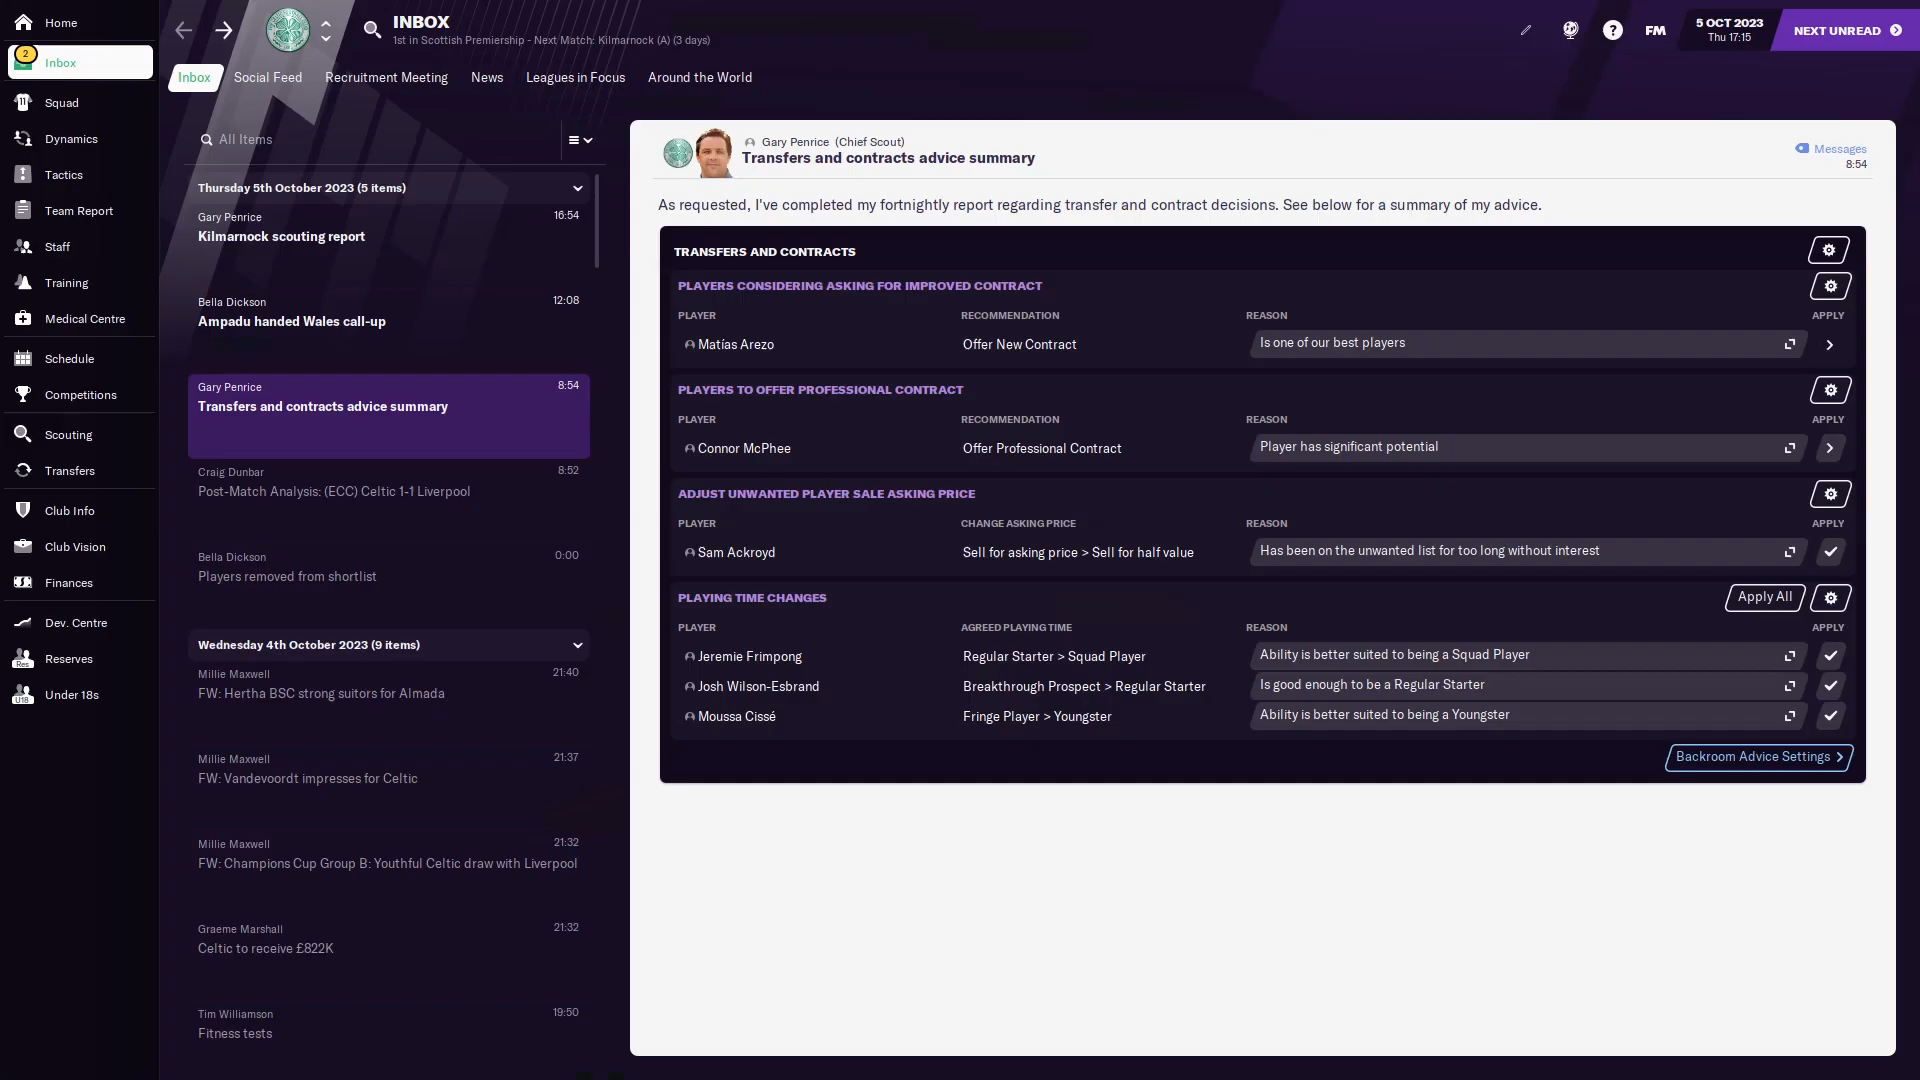 Home
2
Inbox
Squad
Dynamics
Tactics
Team Report
Staff
Training
Medical Centre
Schedule
Competitions
Scouting
Transfers
Club Info
Club Vision
Finances
Dev. Centre
Res
Reserves
U18
Under 18s
INBOX
1st in Scottish Premiership - Next Match: Kilmarnock (A) (3 days)
?
FM
5 OCT 2023
Thu 17:15
NEXT UNREAD
Inbox Social Feed Recruitment Meeting News Leagues in Focus Around the World
All Items
Thursday 5th October 2023 (5 items)
Gary Penrice 16:54
Kilmarnock scouting report
Bella Dickson 12:08
Ampadu handed Wales call-up
Gary Penrice 8:54
Transfers and contracts advice summary
Craig Dunbar 8:52
Post-Match Analysis: (ECC) Celtic 1-1 Liverpool
Bella Dickson 0:00
Players removed from shortlist
Wednesday 4th October 2023 (9 items)
Millie Maxwell 21:40
FW: Hertha BSC strong suitors for Almada
Millie Maxwell 21:37
FW: Vandevoordt impresses for Celtic
Millie Maxwell 21:32
FW: Champions Cup Group B: Youthful Celtic draw with Liverpool
Graeme Marshall 21:32
Celtic to receive £822K
Tim Williamson 19:50
Fitness tests
Gary Penrice (Chief Scout)
Transfers and contracts advice summary
Messages
8:54
As requested, I've completed my fortnightly report regarding transfer and contract decisions. See below for a summary of my advice.
TRANSFERS AND CONTRACTS
PLAYERS CONSIDERING ASKING FOR IMPROVED CONTRACT
PLAYER RECOMMENDATION REASON APPLY
Matías Arezo Offer New Contract Is one of our best players
PLAYERS TO OFFER PROFESSIONAL CONTRACT
PLAYER RECOMMENDATION REASON APPLY
Connor McPhee Offer Professional Contract Player has significant potential
ADJUST UNWANTED PLAYER SALE ASKING PRICE
PLAYER CHANGE ASKING PRICE REASON APPLY
Sam Ackroyd Sell for asking price > Sell for half value Has been on the unwanted list for too long without interest
PLAYING TIME CHANGES Apply All
PLAYER AGREED PLAYING TIME REASON APPLY
Jeremie Frimpong Regular Starter > Squad Player Ability is better suited to being a Squad Player
Josh Wilson-Esbrand Breakthrough Prospect > Regular Starter Is good enough to be a Regular Starter
Moussa Cissé Fringe Player > Youngster Ability is better suited to being a Youngster
Backroom Advice Settings